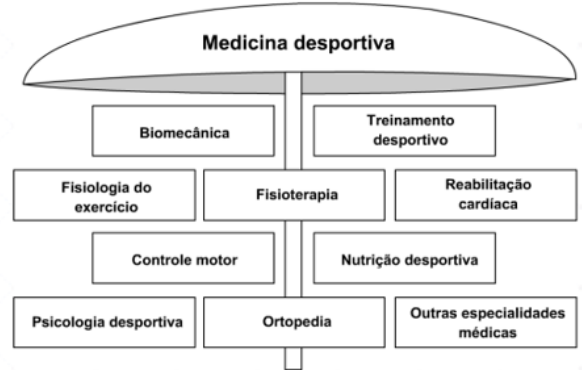 Medicina desportiva
Biomecânica
Treinamento
desportivo
Fisiologia do
exercício
Fisioterapia
Reabilitação
cardíaca
Controle motor
Nutrição desportiva
Psicologia desportiva
Ortopedia
Outras especialidades
médicas